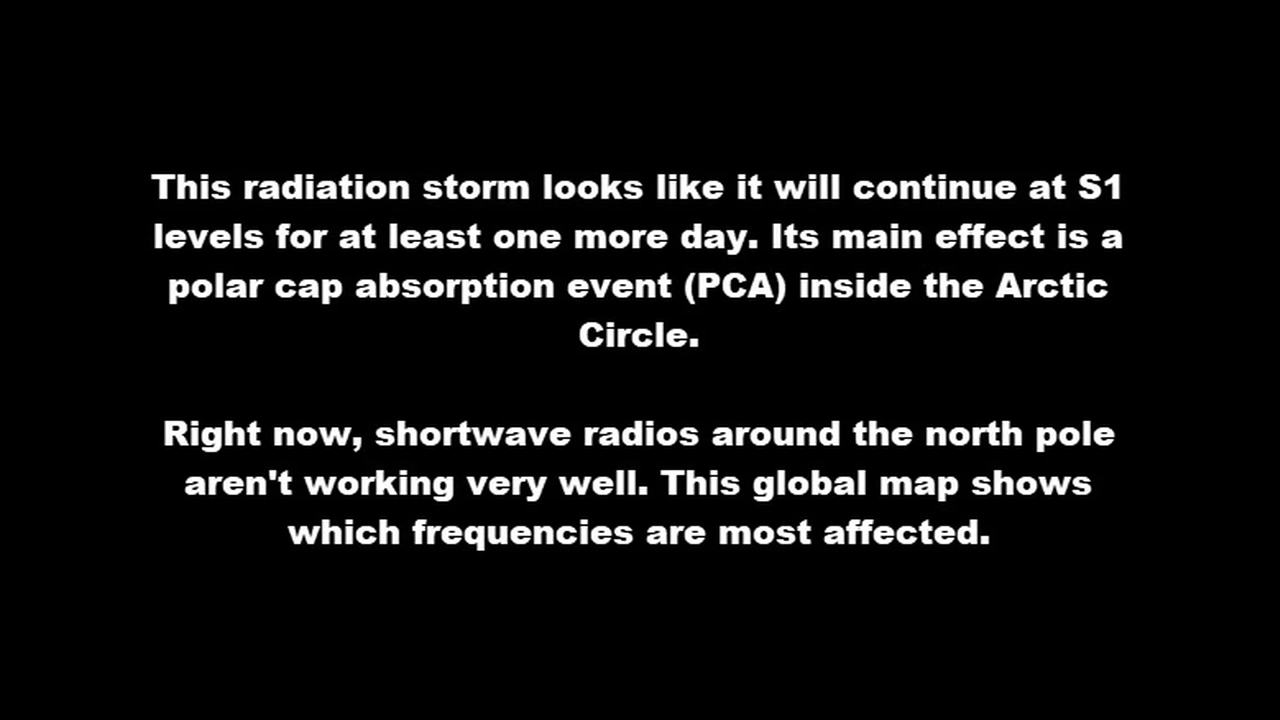 This radiation storm looks like it will continue at S1
levels for at least one more day. Its main effect is a
polar cap absorption event (PCA) inside the Arctic
Circle.
Right now, shortwave radios around the north pole
aren't working very well. This global map shows
which frequencies are most affected.